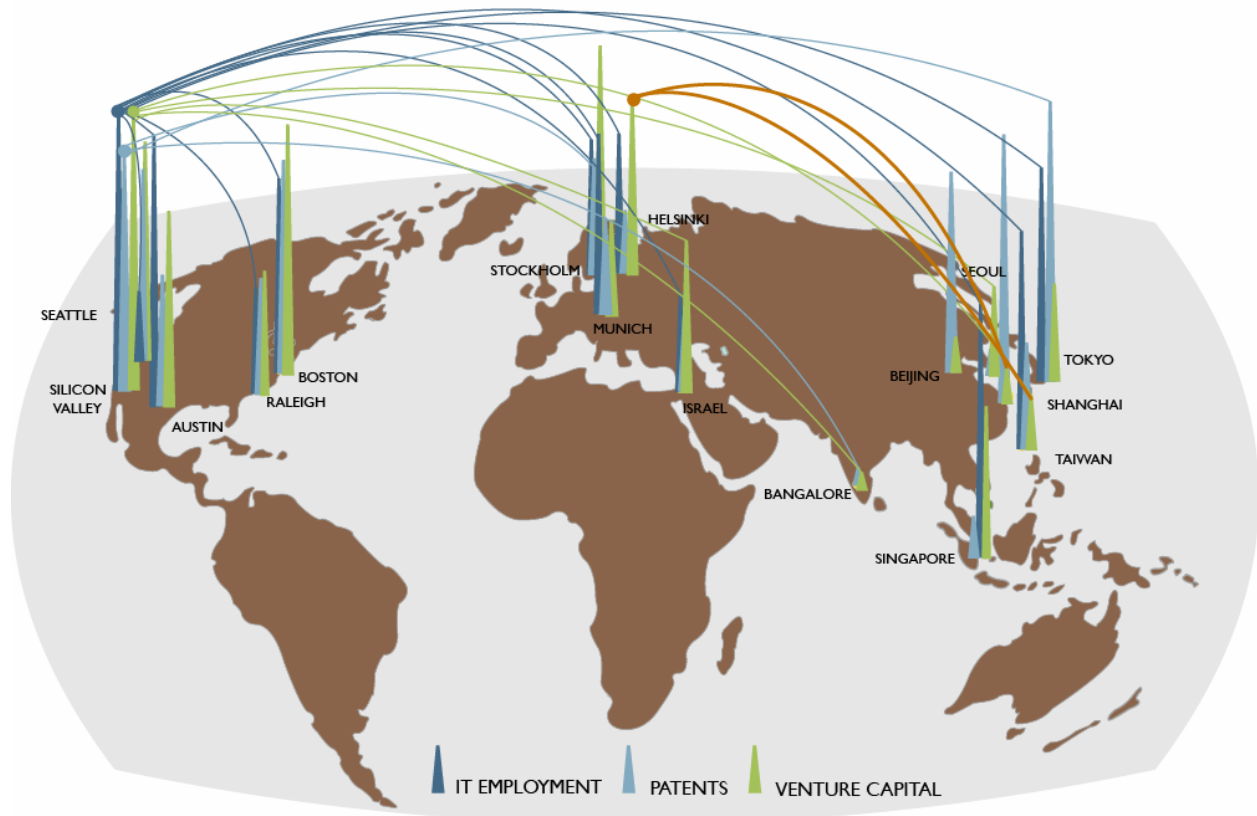 HELSINKI
STOCKHOLM
SEOUL
SEATTLE
MUNICH
TOKYO
BEIJING
BOSTON
SILICON
VALLEY
RALEIGH
ISRAEL
SHANGHAI
AUSTIN
TAIWAN
BANGALORE
SINGAPORE
IT EMPLOYMENT
PATENTS
VENTURE CAPITAL